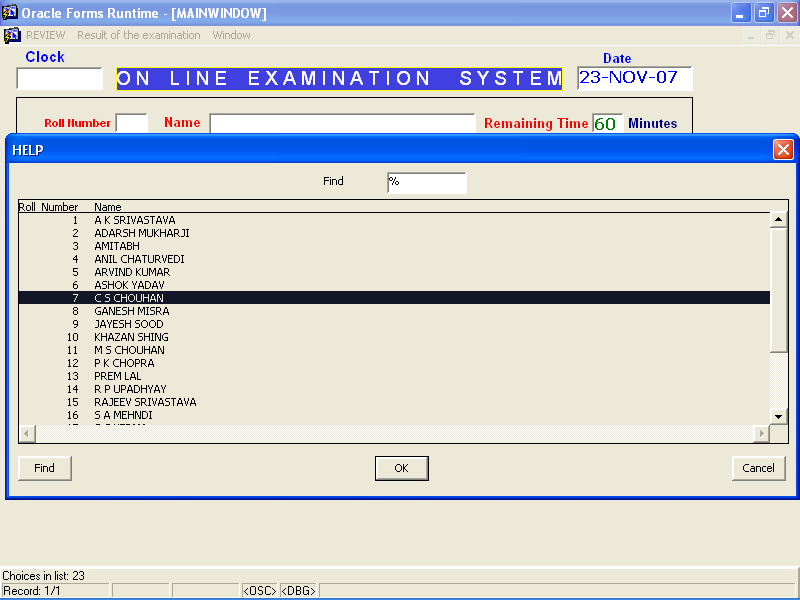 Oracle Forms Runtime - [MAINWINDOW]
REVIEW Result of the examination Window
Clock
ON LINE EXAMINATION SYSTEM
Date
23-NOV-07
Roll Number Name Remaining Time 60 Minutes
HELP
Find %
Roll Number Name
1 A K SRIVASTAVA
2 ADARSH MUKHARJI
3 AMITABH
4 ANIL CHATURVEDI
5 ARVIND KUMAR
6 ASHOK YADAV
7 C S CHOUHAN
8 GANESH MISRA
9 JAYESH SOOD
10 KHAZAN SHING
11 M S CHOUHAN
12 P K CHOPRA
13 PREM LAL
14 R P UPADHYAY
15 RAJEEV SRIVASTAVA
16 S A MEHNDI
Find OK Cancel
Choices in list: 23
Record: 1/1 <OSC> <DBG>